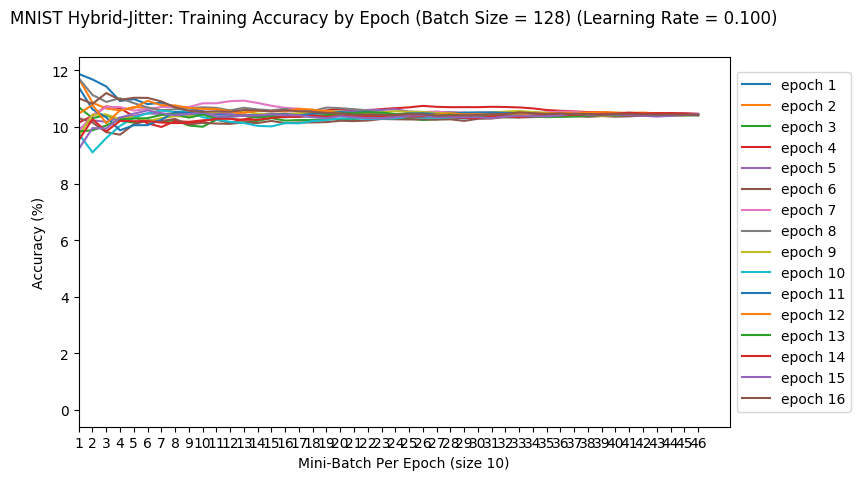 MNIST Hybrid-Jitter: Training Accuracy by Epoch (Batch Size = 128) (Learning Rate = 0.100)
12
10
8
6
4
2
0
Accuracy (%)
1 2 3 4 5 6 7 8 9 10 11 12 13 14 15 16 17 18 19 20 21 22 23 24 25 26 27 28 29 30 31 32 33 34 35 36 37 38 39 40 41 42 43 44 45 46
Mini-Batch Per Epoch (size 10)
epoch 1
epoch 2
epoch 3
epoch 4
epoch 5
epoch 6
epoch 7
epoch 8
epoch 9
epoch 10
epoch 11
epoch 12
epoch 13
epoch 14
epoch 15
epoch 16